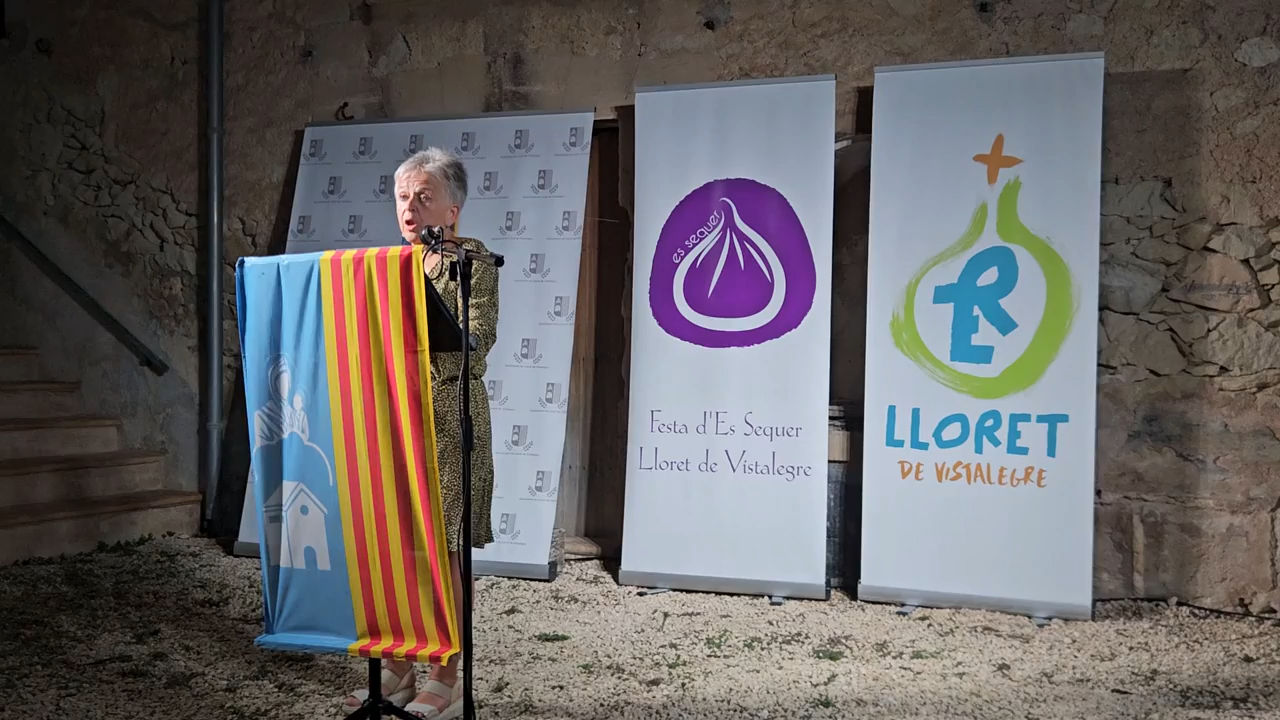 es sequer
Festa d'Es Sequer
Lloret de Vistalegre
LLORET
DE VISTALEGRE